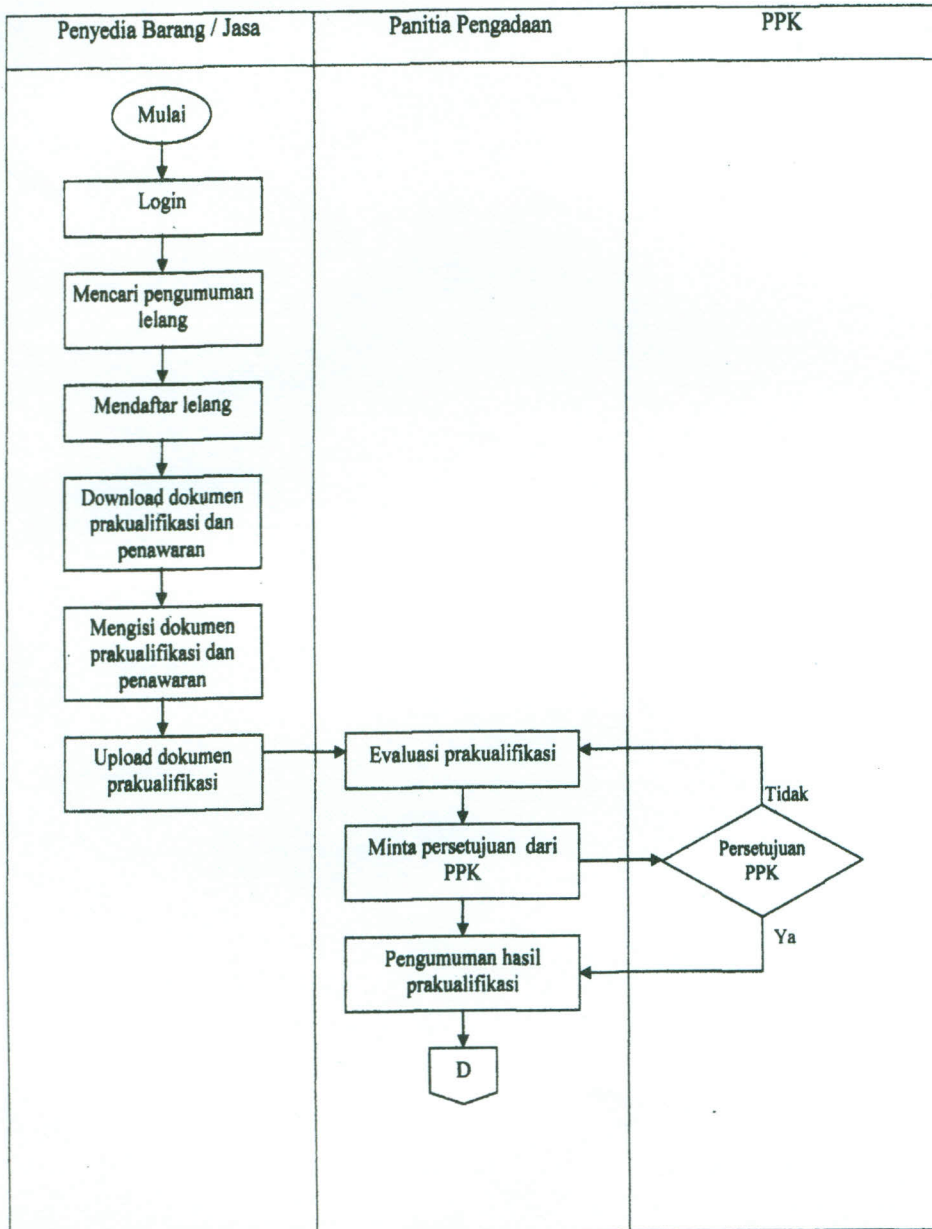 Penyedia Barang / Jasa
Panitia Pengadaan
PPK
Mulai
Login
Mencari pengumuman
lelang
Mendaftar lelang
Download dokumen
prakualifikasi dan
penawaran
Mengisi dokumen
prakualifikasi dan
penawaran
Upload dokumen
prakualifikasi
Evaluasi prakualifikasi
Tidak
Minta persetujuan dari
PPK
Persetujuan
PPK
Ya
Pengumuman hasil
prakualifikasi
D